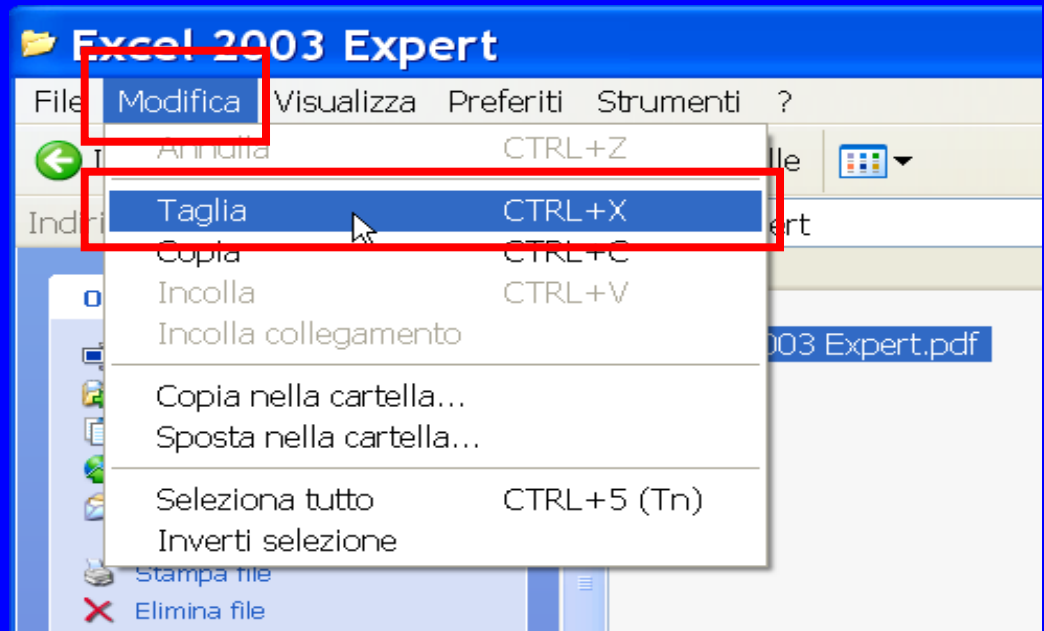 Excel 2003 Expert
File Modifica Visualizza Preferiti Strumenti ?
Annulla CTRL+Z
Taglia CTRL+X
Copia CTRL+C
Incolla CTRL+V
Incolla collegamento
003 Expert.pdf
Copia nella cartella...
Sposta nella cartella...
Seleziona tutto CTRL+5 (Tn)
Inverti selezione
Stampa file
Elimina file